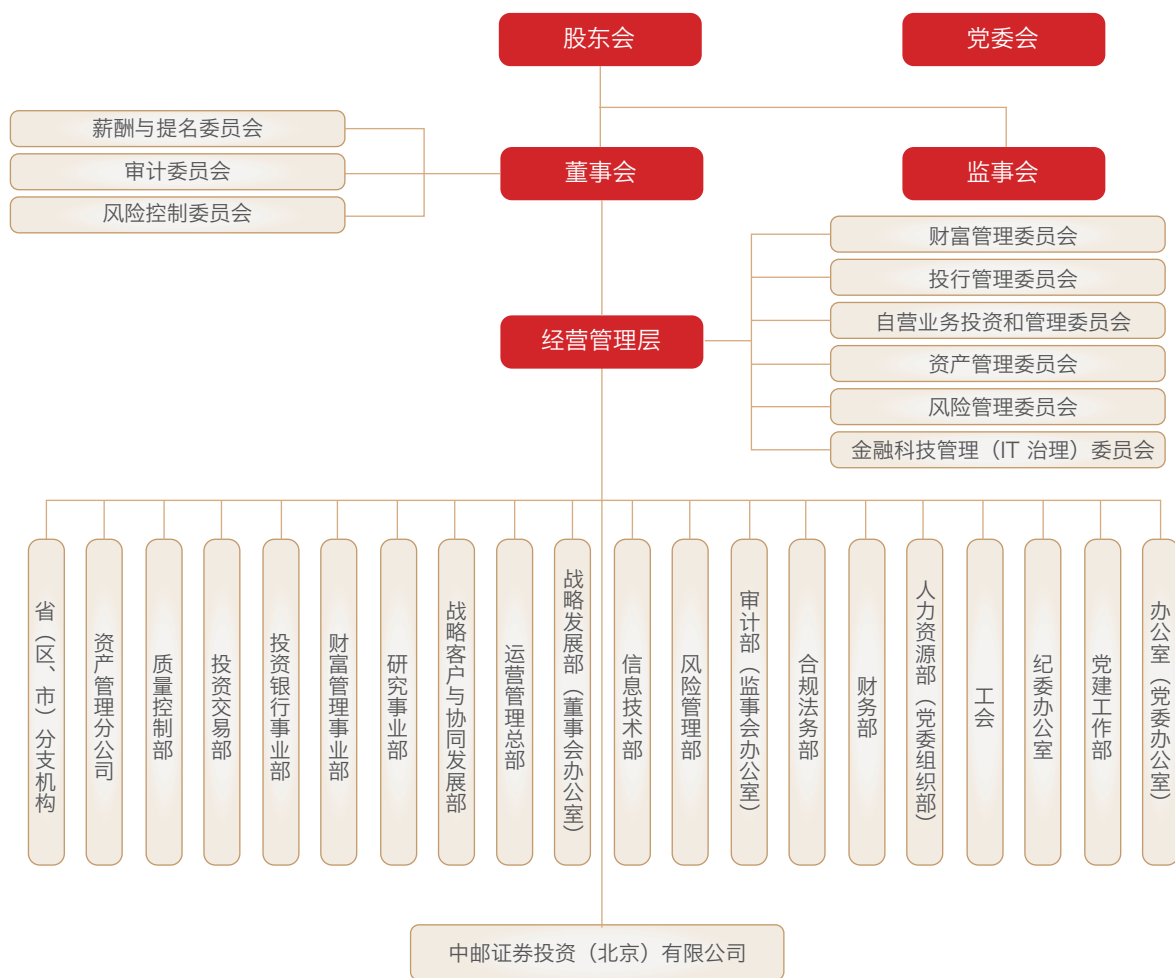 股东会
党委会
薪酬与提名委员会
审计委员会
风险控制委员会
董事会
监事会
财富管理委员会
投行管理委员会
自营业务投资和管理委员会
资产管理委员会
风险管理委员会
金融科技管理（IT 治理）委员会
经营管理层
省（区、市）分支机构
资产管理分公司
质量控制部
投资交易部
投资银行事业部
财富管理事业部
研究事业部
战略客户与协同发展部
运营管理总部
战略发展部（董事会办公室）
信息技术部
风险管理部
审计部（监事会办公室）
合规法务部
财务部
人力资源部（党委组织部）
工会
纪委办公室
党建工作部
办公室（党委办公室）
中邮证券投资（北京）有限公司